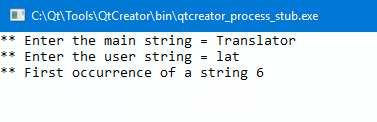 C:\Qt\Tools\QtCreator\bin\qtcreator_process_stub.exe
** Enter the main string = Translator
** Enter the user string = lat
** First occurrence of a string 6